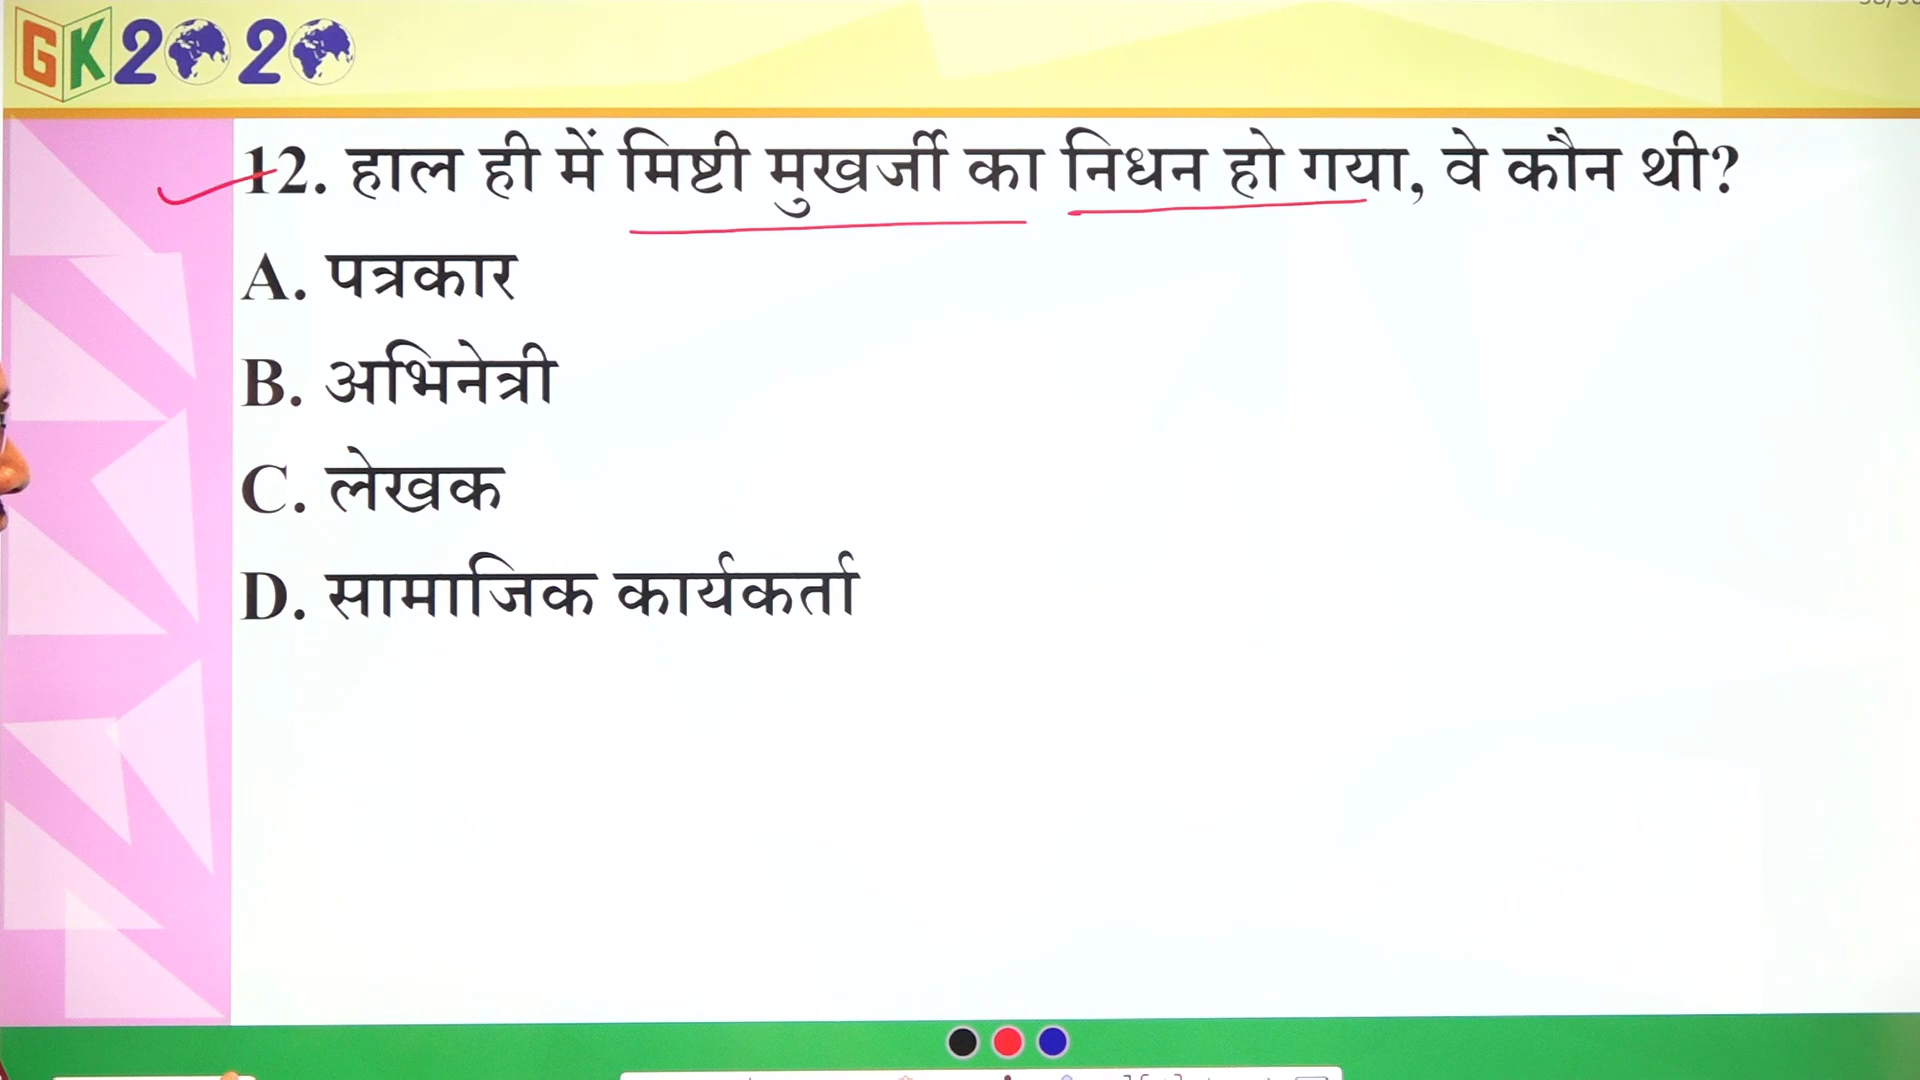 GK2020
12. हाल ही में मिष्टी मुखर्जी का निधन हो गया, वे कौन थी?
A. पत्रकार
B. अभिनेत्री
C. लेखक
D. सामाजिक कार्यकर्ता